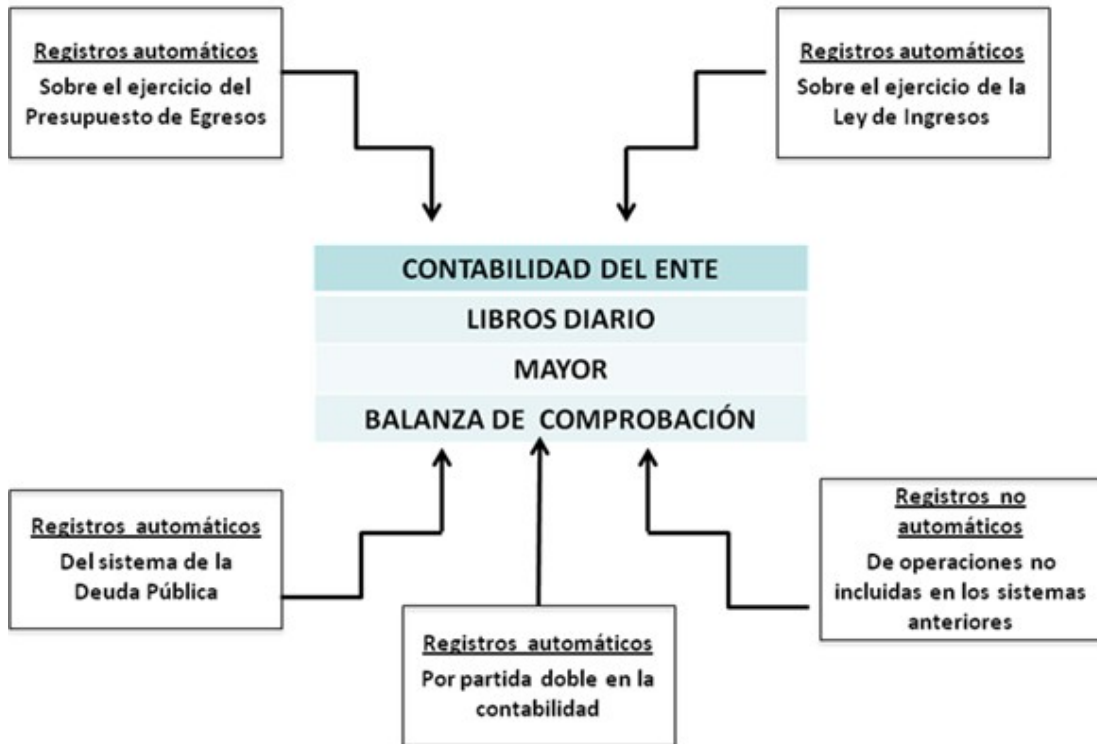 Registros automáticos
Sobre el ejercicio del
Presupuesto de Egresos
Registros automáticos
Sobre el ejercicio de la
Ley de Ingresos
CONTABILIDAD DEL ENTE
LIBROS DIARIO
MAYOR
BALANZA DE COMPROBACIÓN
Registros automáticos
Del sistema de la
Deuda Pública
Registros automáticos
Por partida doble en la
contabilidad
Registros no
automáticos
De operaciones no
incluidas en los sistemas
anteriores